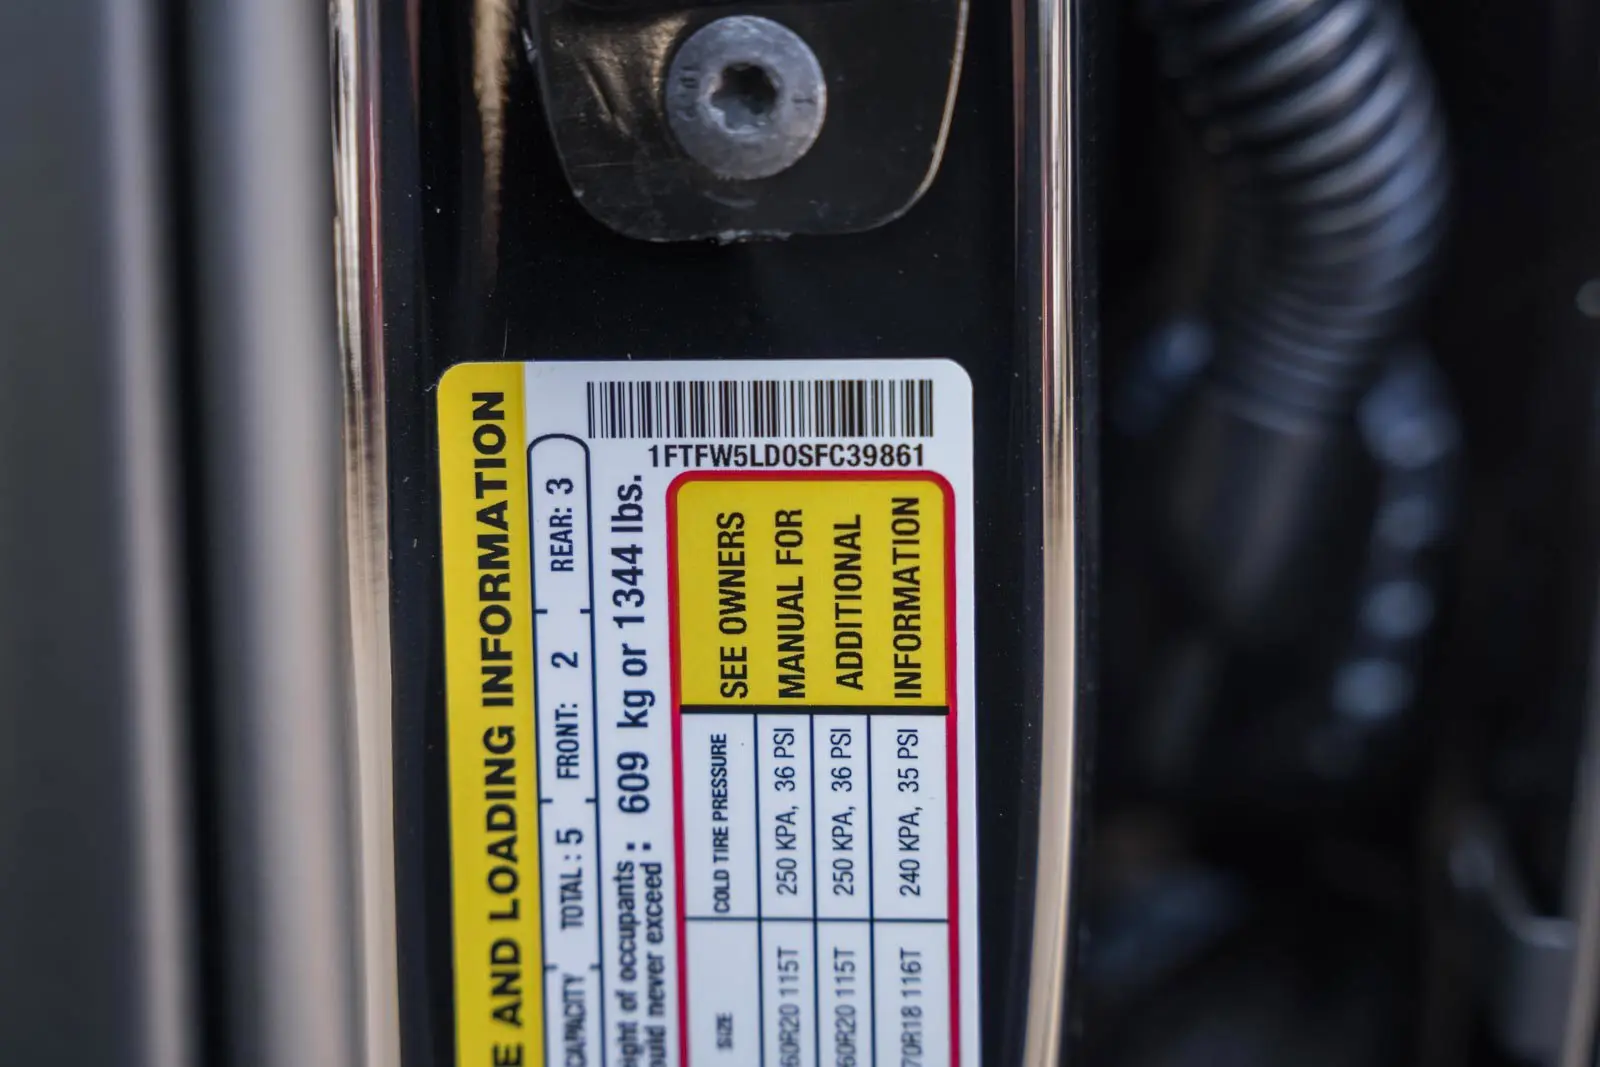 1FTFW5LD0SFC39861
E AND LOADING INFORMATION
CAPACITY TOTAL : 5 FRONT: 2 REAR: 3
ight of occupants
ould never exceed : 609 kg or 1344 lbs.
SIZE COLD TIRE PRESSURE
60R20 115T 250 KPA, 36 PSI
60R20 115T 250 KPA, 36 PSI
70R18 116T 240 KPA, 35 PSI
SEE OWNERS
MANUAL FOR
ADDITIONAL
INFORMATION